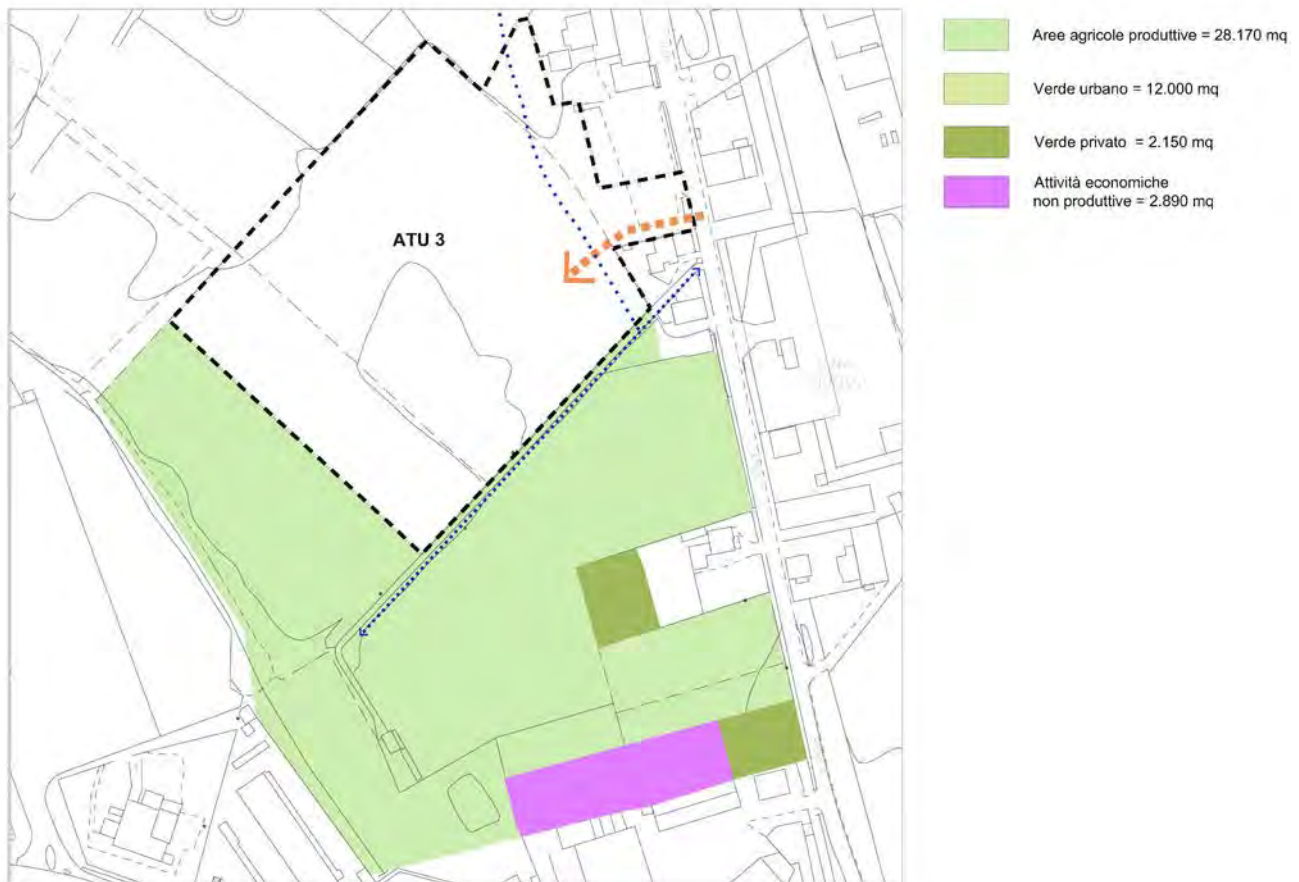 Aree agricole produttive = 28.170 mq
Verde urbano = 12.000 mq
Verde privato = 2.150 mq
Attività economiche
non produttive = 2.890 mq
ATU 3